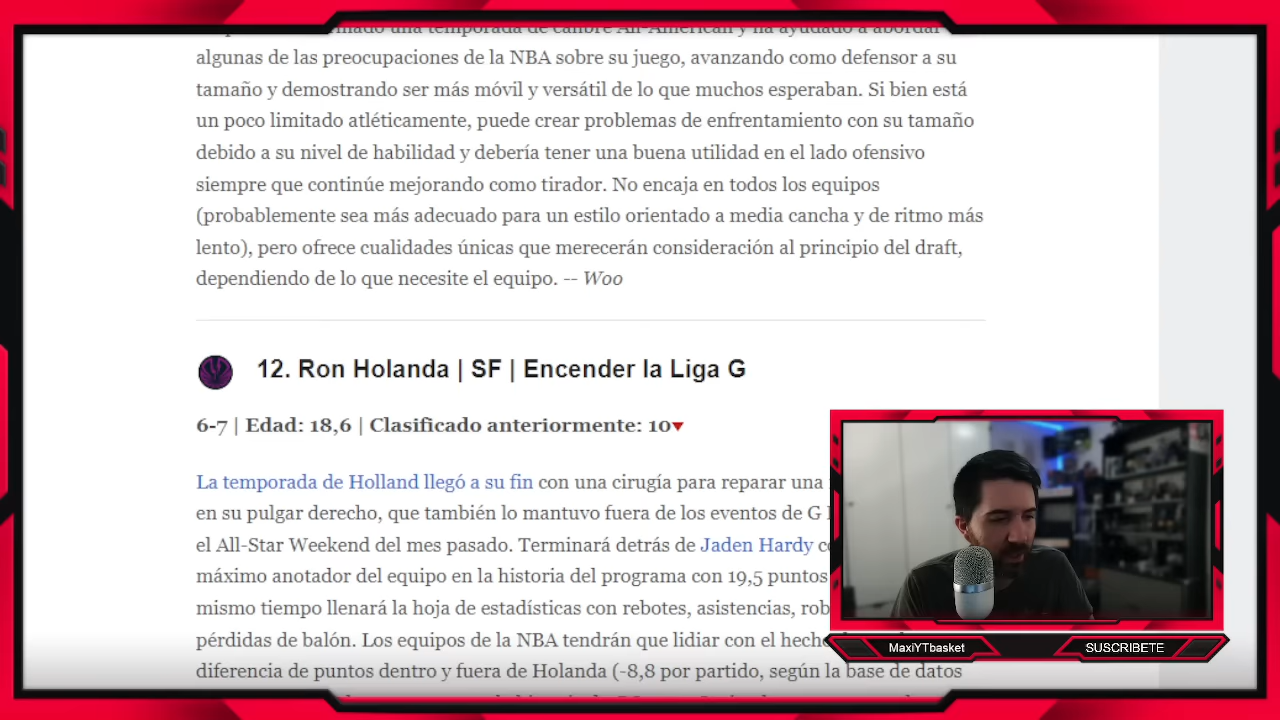 una temporada de calibre All-American y ha ayudado a abordar
algunas de las preocupaciones de la NBA sobre su juego, avanzando como defensor a su
tamaño y demostrando ser más móvil y versátil de lo que muchos esperaban. Si bien está
un poco limitado atléticamente, puede crear problemas de enfrentamiento con su tamaño
debido a su nivel de habilidad y debería tener una buena utilidad en el lado ofensivo
siempre que continúe mejorando como tirador. No encaja en todos los equipos
(probablemente sea más adecuado para un estilo orientado a media cancha y de ritmo más
lento), pero ofrece cualidades únicas que merecerán consideración al principio del draft,
dependiendo de lo que necesite el equipo. -- Woo
12. Ron Holanda | SF | Encender la Liga G
6-7 | Edad: 18,6 | Clasificado anteriormente: 10▼
La temporada de Holland llegó a su fin con una cirugía para reparar una
en su pulgar derecho, que también lo mantuvo fuera de los eventos de G
el All-Star Weekend del mes pasado. Terminará detrás de Jaden Hardy
máximo anotador del equipo en la historia del programa con 19,5 puntos
mismo tiempo llenará la hoja de estadísticas con rebotes, asistencias,
pérdidas de balón. Los equipos de la NBA tendrán que lidiar con el
diferencia de puntos dentro y fuera de Holanda (-8,8 por partido, según la base de datos
MaxiYTbasket
SUSCRIBETE